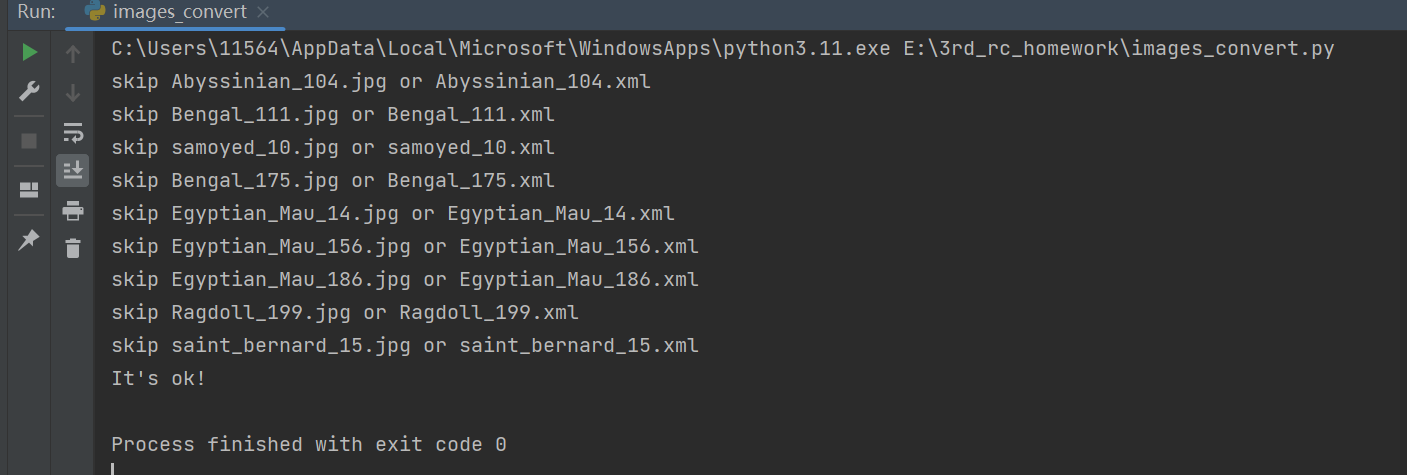 Run: images_convert
C:\Users\11564\AppData\Local\Microsoft\WindowsApps\python3.11.exe E:\3rd_rc_homework\images_convert.py
skip Abyssinian_104.jpg or Abyssinian_104.xml
skip Bengal_111.jpg or Bengal_111.xml
skip samoyed_10.jpg or samoyed_10.xml
skip Bengal_175.jpg or Bengal_175.xml
skip Egyptian_Mau_14.jpg or Egyptian_Mau_14.xml
skip Egyptian_Mau_156.jpg or Egyptian_Mau_156.xml
skip Egyptian_Mau_186.jpg or Egyptian_Mau_186.xml
skip Ragdoll_199.jpg or Ragdoll_199.xml
skip saint_bernard_15.jpg or saint_bernard_15.xml
It's ok!
Process finished with exit code 0